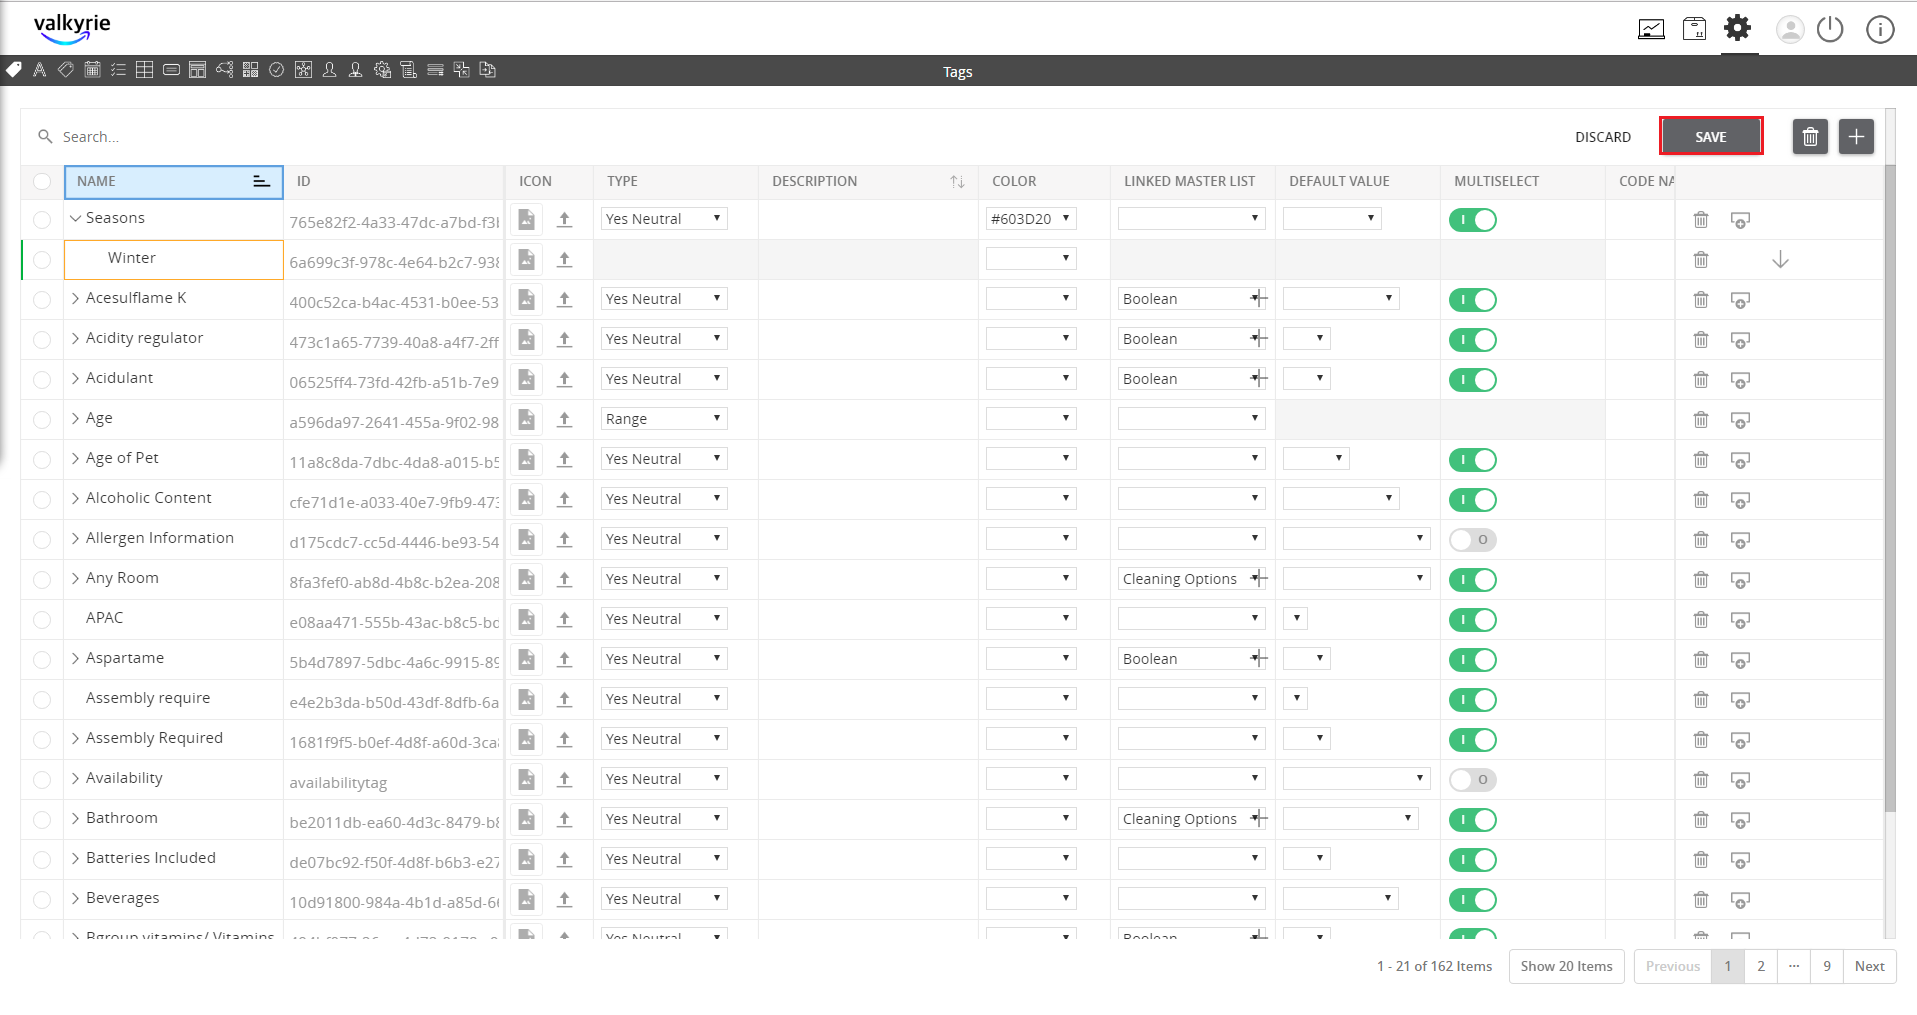 valkyrie
Tags
Search...
DISCARD SAVE
NAME ID ICON TYPE DESCRIPTION COLOR LINKED MASTER LIST DEFAULT VALUE MULTISELECT CODE NA
Seasons 765e82f2-4a33-47dc-a7bd-f3 Yes Neutral #603D20
Winter 6a699c3f-978c-4e64-b2c7-938
Acesulflame K 400c52ca-b4ac-4531-b0ee-53 Yes Neutral Boolean
Acidity regulator 473c1a65-7739-40a8-a4f7-2ff Yes Neutral Boolean
Acidulant 06525ff4-73fd-42fb-a51b-7e9 Yes Neutral Boolean
Age a596da97-2641-455a-9f02-98 Range
Age of Pet 11a8c8da-7dbc-4da8-a015-b5 Yes Neutral
Alcoholic Content cfe71d1e-a033-40e7-9fb9-473 Yes Neutral
Allergen Information d175cdc7-cc5d-4446-be93-54 Yes Neutral
Any Room 8fa3fef0-ab8d-4b8c-b2ea-208 Yes Neutral Cleaning Options
APAC e08aa471-555b-43ac-b8c5-bd Yes Neutral
Aspartame 5b4d7897-5dbc-4a6c-9915-89 Yes Neutral Boolean
Assembly require e4e2b3da-b50d-43df-8dfb-6a Yes Neutral
Assembly Required 1681f9f5-b0ef-4d8f-a60d-3ca Yes Neutral
Availability availabilitytag Yes Neutral
Bathroom be2011db-ea60-4d3c-8479-b8 Yes Neutral Cleaning Options
Batteries Included de07bc92-f50f-4d8f-b6b3-e27 Yes Neutral
Beverages 10d91800-984a-4b1d-a85d-6 Yes Neutral
Bgroup vitamins/ Vitamins Yes Neutral Boolean
1 - 21 of 162 Items Show 20 Items Previous 1 2 ... 9 Next